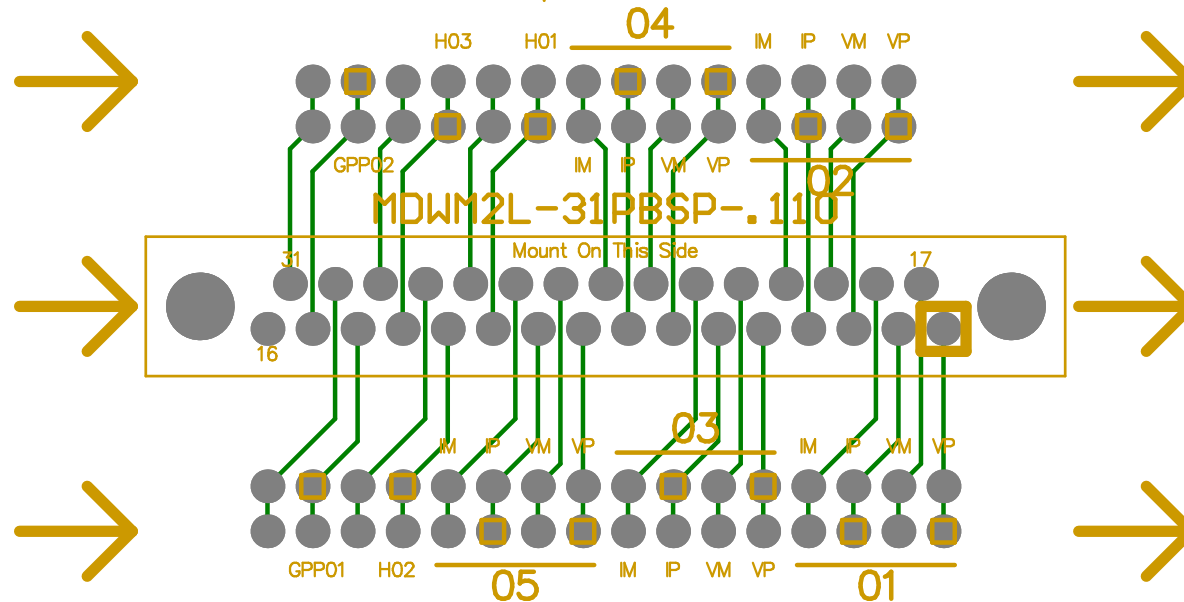 04
H03 H01 IM IP VM VP
GPP02 IM IP VM VP
02
MDWM2L-31PBSP-.110
Mount On This Side
31 17
16
03
IM IP VM VP IM IP VM VP
GPP01 H02 IM IP VM VP
05 01